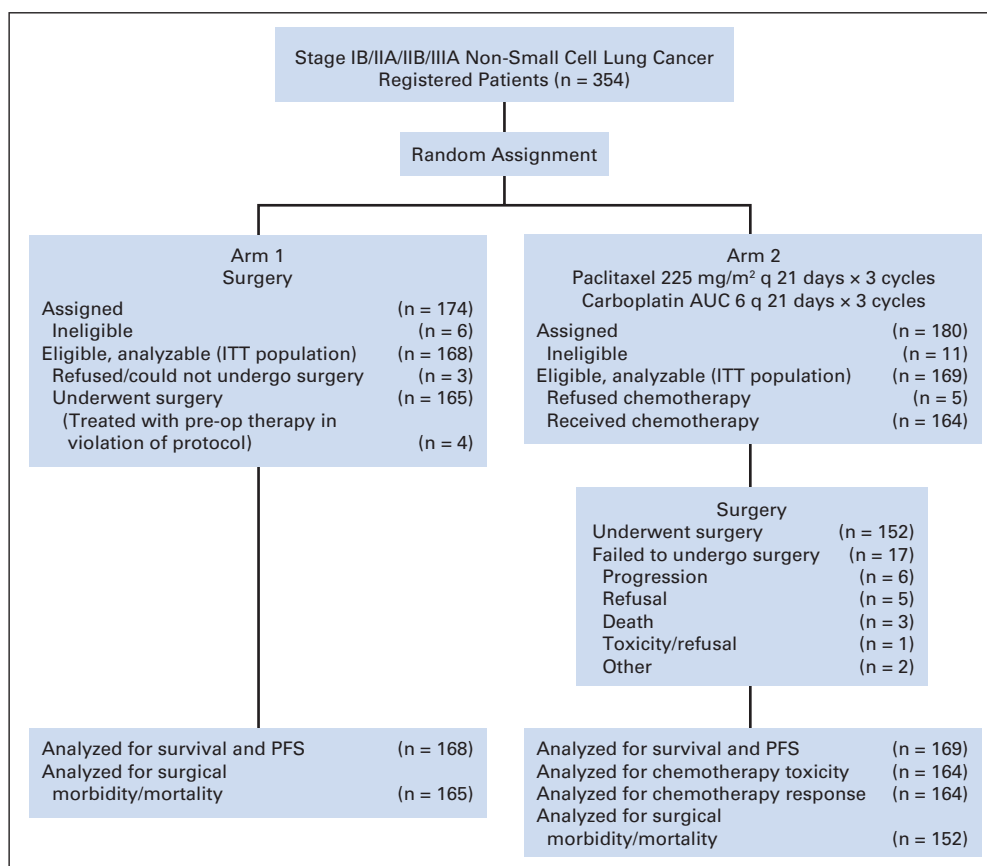 Stage IB/IIA/IIB/IIIA Non-Small Cell Lung Cancer
Registered Patients (n = 354)
Random Assignment
Arm 1
Surgery
Assigned (n = 174)
Ineligible (n = 6)
Eligible, analyzable (ITT population) (n = 168)
Refused/could not undergo surgery (n = 3)
Underwent surgery (n = 165)
(Treated with pre-op therapy in
violation of protocol) (n = 4)
Arm 2
Paclitaxel 225 mg/m² q 21 days × 3 cycles
Carboplatin AUC 6 q 21 days × 3 cycles
Assigned (n = 180)
Ineligible (n = 11)
Eligible, analyzable (ITT population) (n = 169)
Refused chemotherapy (n = 5)
Received chemotherapy (n = 164)
Surgery
Underwent surgery (n = 152)
Failed to undergo surgery (n = 17)
Progression (n = 6)
Refusal (n = 5)
Death (n = 3)
Toxicity/refusal (n = 1)
Other (n = 2)
Analyzed for survival and PFS (n = 168)
Analyzed for surgical
morbidity/mortality (n = 165)
Analyzed for survival and PFS (n = 169)
Analyzed for chemotherapy toxicity (n = 164)
Analyzed for chemotherapy response (n = 164)
Analyzed for surgical
morbidity/mortality (n = 152)